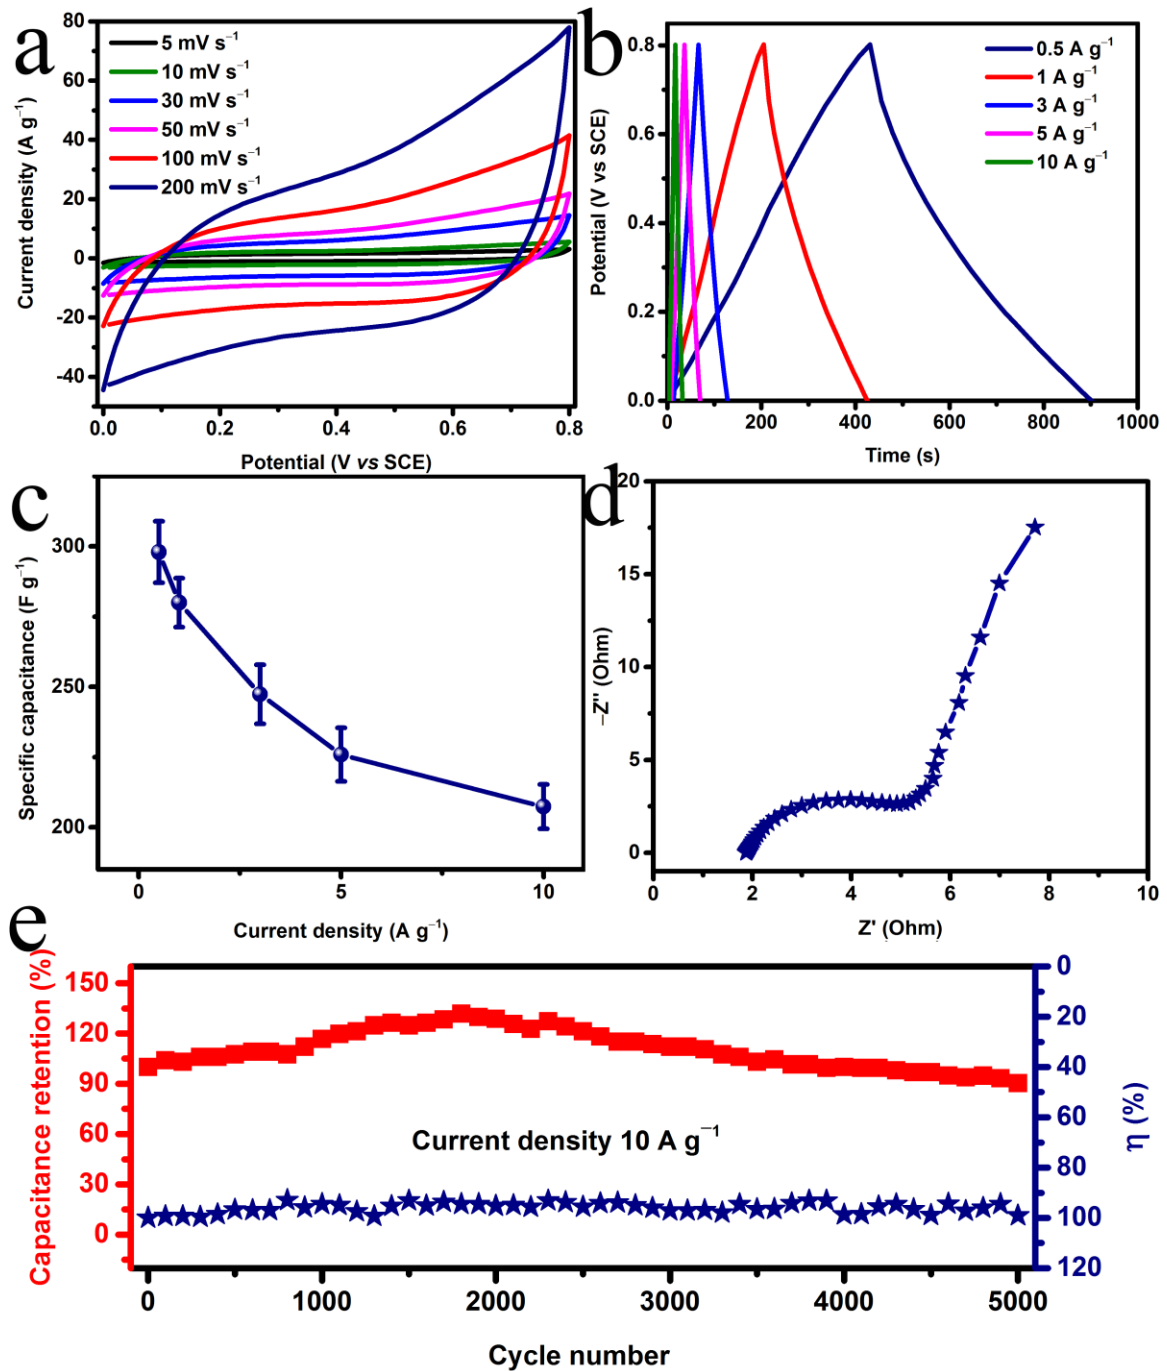 a
80
60
40
20
0
-20
-40
Current density (A g⁻¹)
5 mV s⁻¹
10 mV s⁻¹
30 mV s⁻¹
50 mV s⁻¹
100 mV s⁻¹
200 mV s⁻¹
0.0 0.2 0.4 0.6 0.8
Potential (V vs SCE)
b
0.8
0.6
0.4
0.2
0.0
Potential (V vs SCE)
0.5 A g⁻¹
1 A g⁻¹
3 A g⁻¹
5 A g⁻¹
10 A g⁻¹
0 200 400 600 800 1000
Time (s)
c
300
250
200
Specific capacitance (F g⁻¹)
0 5 10
Current density (A g⁻¹)
d
20
15
10
5
0
−Z'' (Ohm)
0 2 4 6 8 10
Z' (Ohm)
e
150
120
90
60
30
0
Capacitance retention (%)
Current density 10 A g⁻¹
0
20
40
60
80
100
120
η (%)
0 1000 2000 3000 4000 5000
Cycle number